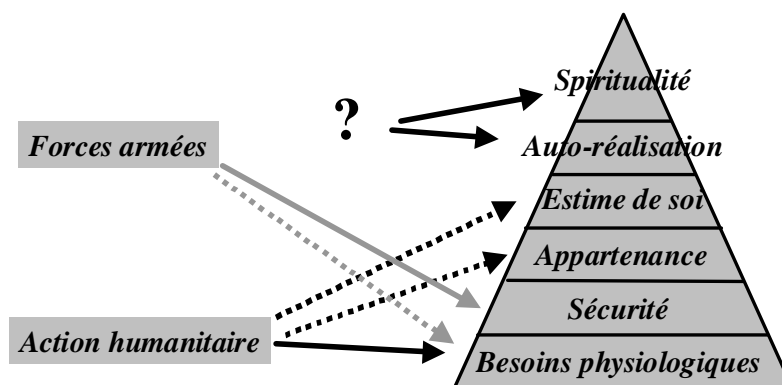 Spiritualité
?
Forces armées
Auto-réalisation
Estime de soi
Appartenance
Sécurité
Action humanitaire
Besoins physiologiques